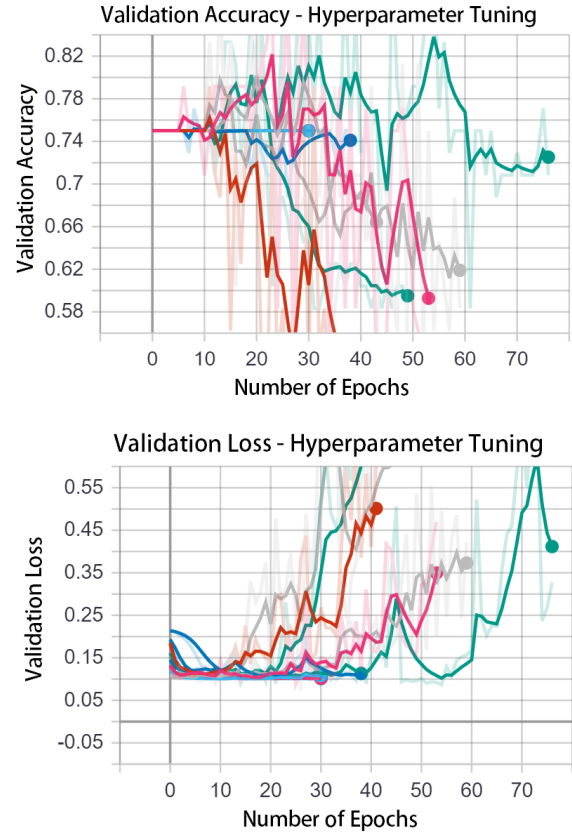 Validation Accuracy - Hyperparameter Tuning
0.82
0.78
0.74
0.7
0.66
0.62
0.58
Validation Accuracy
0 10 20 30 40 50 60 70
Number of Epochs
Validation Loss - Hyperparameter Tuning
0.55
0.45
0.35
0.25
0.15
0.05
-0.05
Validation Loss
0 10 20 30 40 50 60 70
Number of Epochs